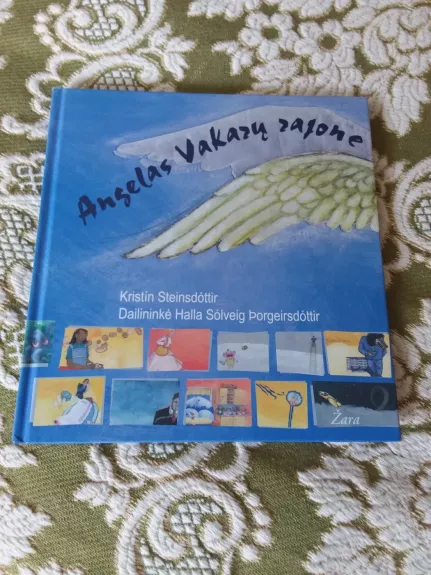 Angelas Vakarų rajone
Kristín Steinsdóttir
Dailininkė Halla Sólveig Þorgeirsdóttir
Žara